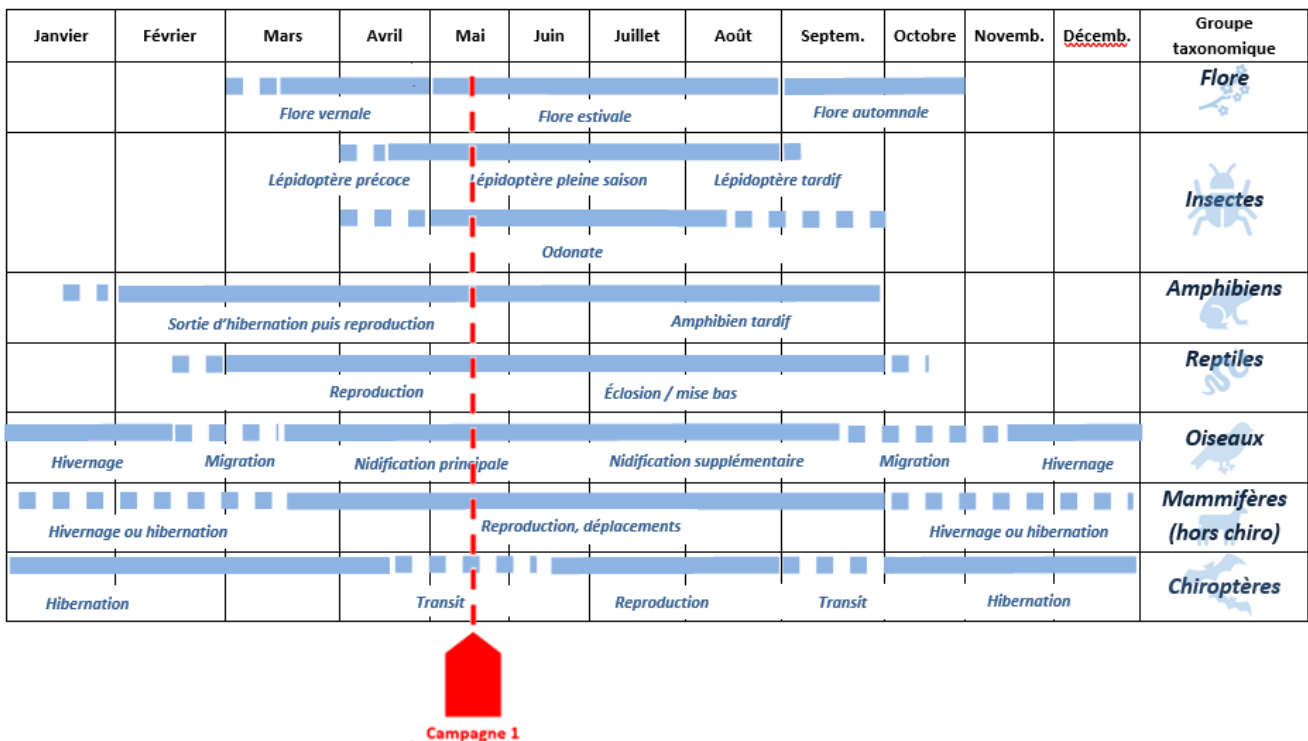 Janvier Février Mars Avril Mai Juin Juillet Août Septem. Octobre Novemb. Décemb. Groupe taxonomique
Flore
Flore vernale Flore estivale Flore automnale
Lépidoptère précoce Lépidoptère pleine saison Lépidoptère tardif
Insectes
Odonate
Amphibiens
Sortie d'hibernation puis reproduction Amphibien tardif
Reptiles
Reproduction Éclosion / mise bas
Oiseaux
Hivernage Migration Nidification principale Nidification supplémentaire Migration Hivernage
Mammifères
(hors chiro)
Hivernage ou hibernation Reproduction, déplacements Hivernage ou hibernation
Chiroptères
Hibernation Transit Reproduction Transit Hibernation
Campagne 1